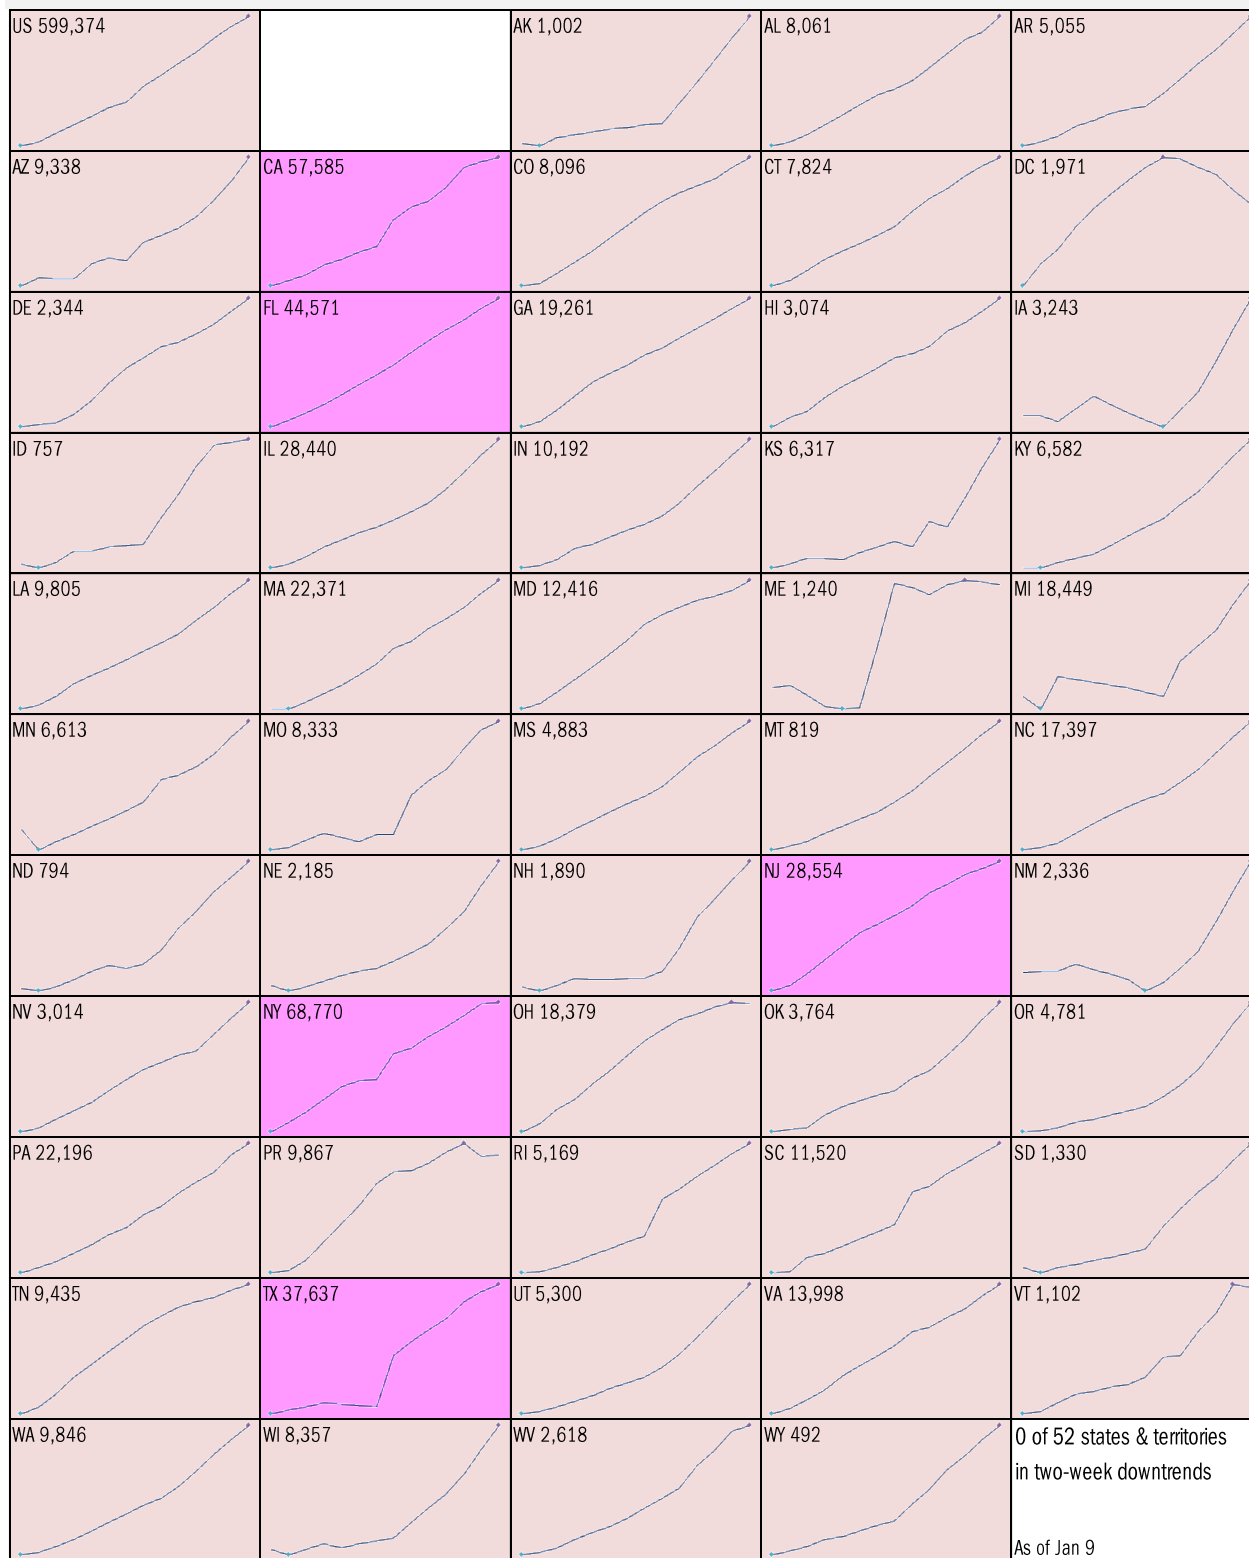 US 599,374
AK 1,002
AL 8,061
AR 5,055
AZ 9,338
CA 57,585
CO 8,096
CT 7,824
DC 1,971
DE 2,344
FL 44,571
GA 19,261
HI 3,074
IA 3,243
ID 757
IL 28,440
IN 10,192
KS 6,317
KY 6,582
LA 9,805
MA 22,371
MD 12,416
ME 1,240
MI 18,449
MN 6,613
MO 8,333
MS 4,883
MT 819
NC 17,397
ND 794
NE 2,185
NH 1,890
NJ 28,554
NM 2,336
NV 3,014
NY 68,770
OH 18,379
OK 3,764
OR 4,781
PA 22,196
PR 9,867
RI 5,169
SC 11,520
SD 1,330
TN 9,435
TX 37,637
UT 5,300
VA 13,998
VT 1,102
WA 9,846
WI 8,357
WV 2,618
WY 492
0 of 52 states & territories
in two-week downtrends
As of Jan 9